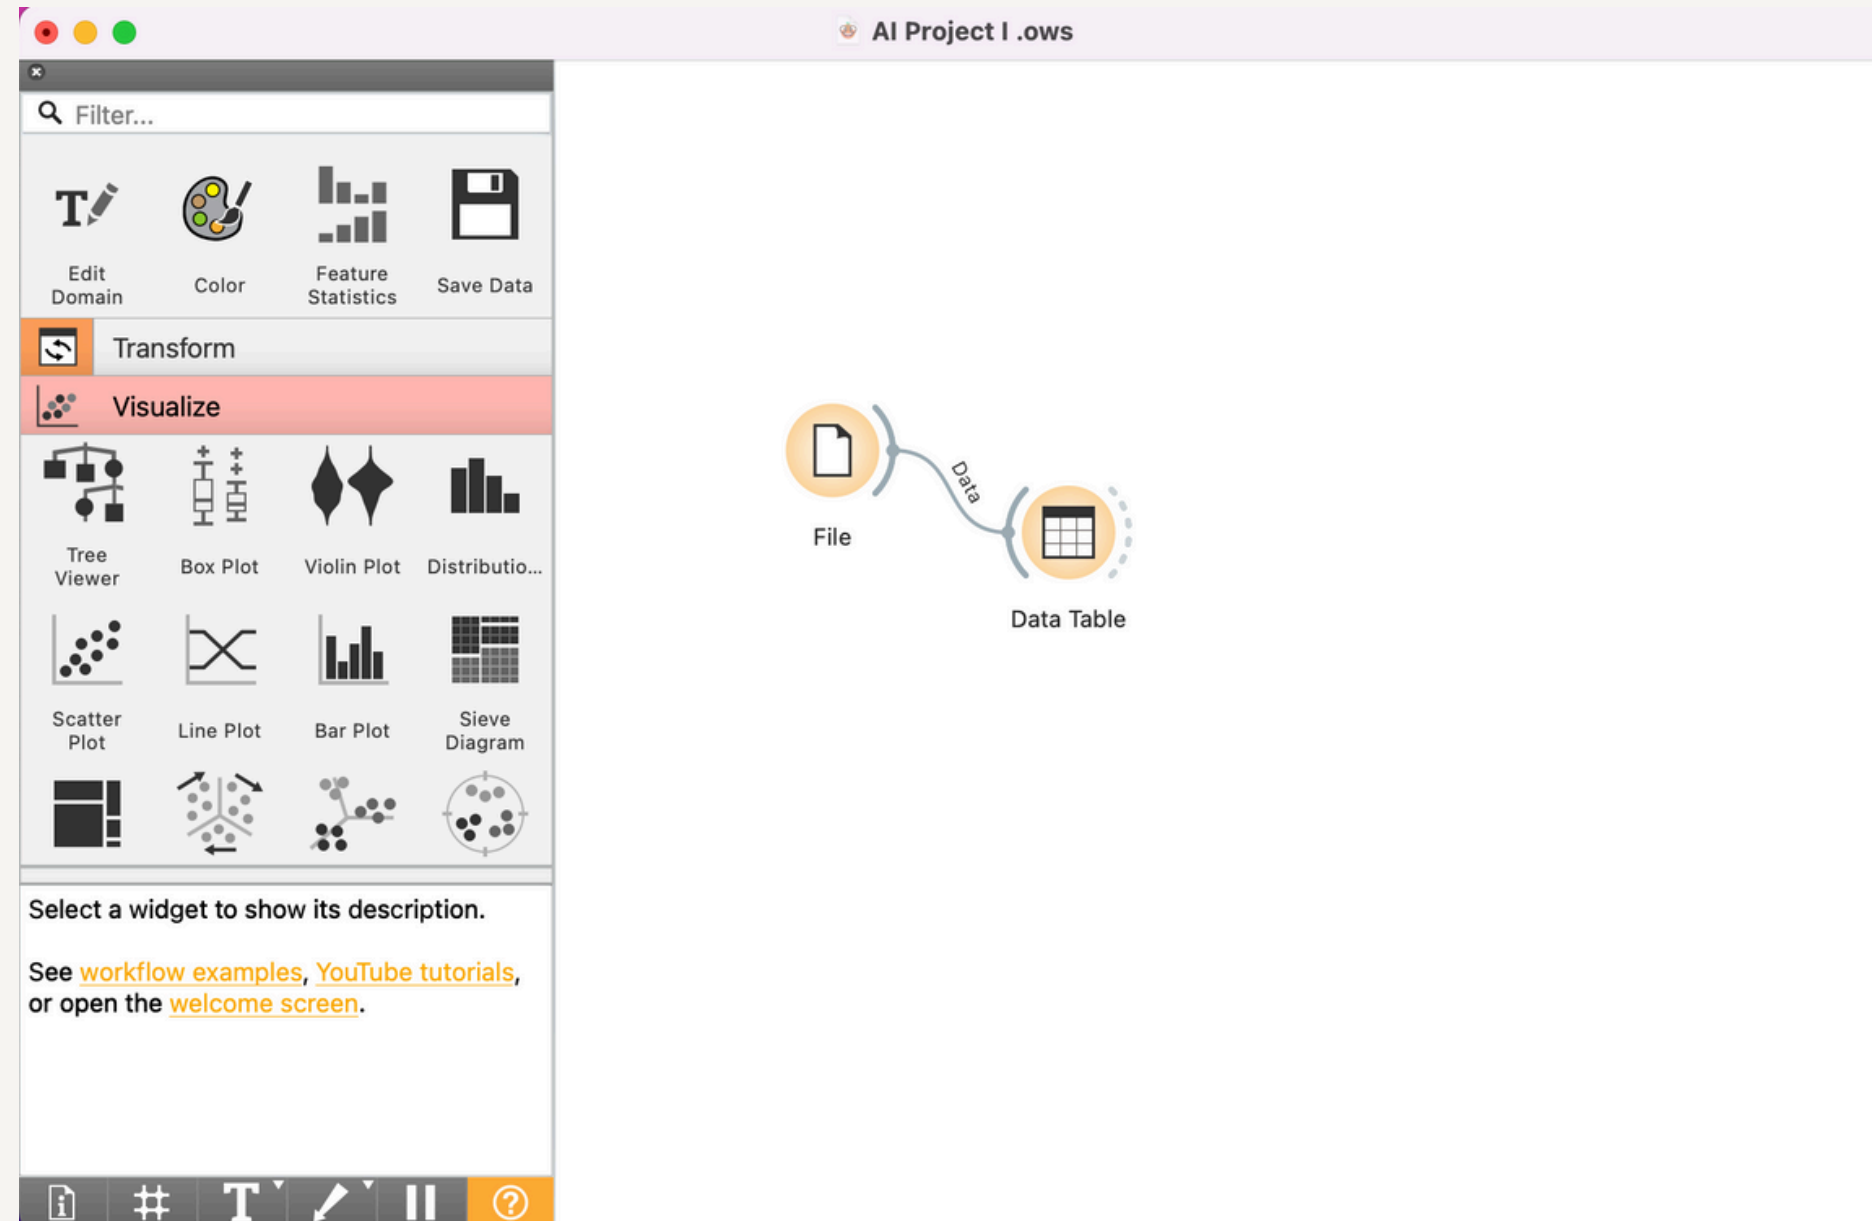 AI Project I .ows
Filter...
Edit Domain
Color
Feature Statistics
Save Data
Transform
Visualize
Tree Viewer
Box Plot
Violin Plot
Distributio...
Scatter Plot
Line Plot
Bar Plot
Sieve Diagram
Select a widget to show its description.
See workflow examples, YouTube tutorials,
or open the welcome screen.
File
Data
Data Table